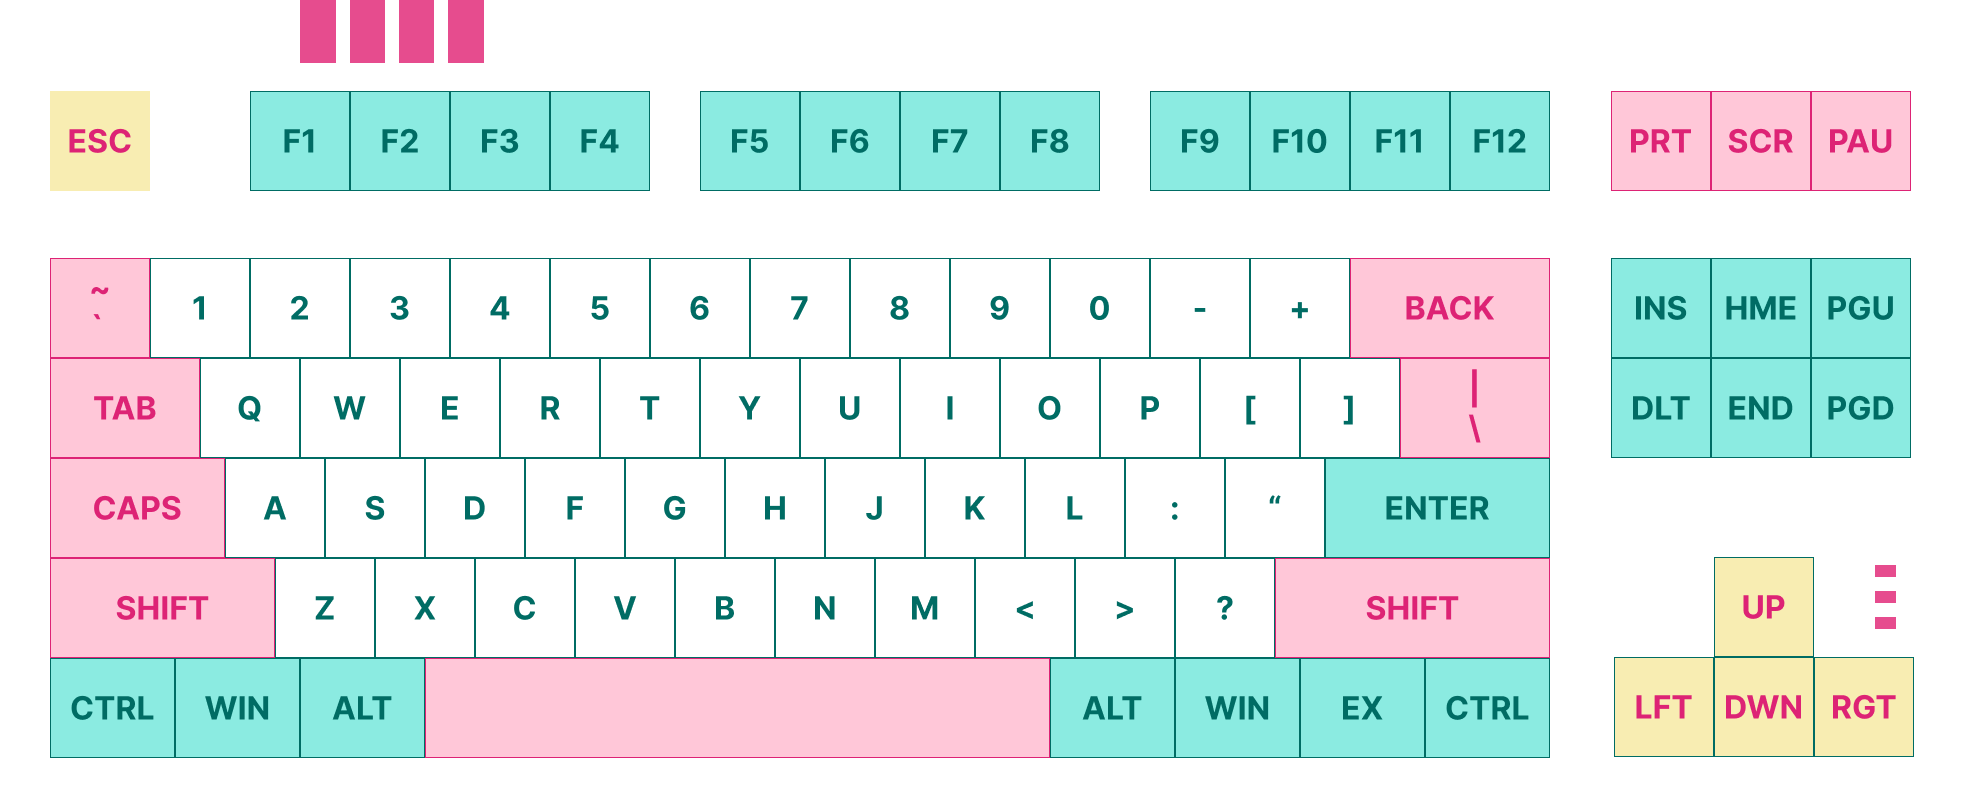 ESC F1 F2 F3 F4 F5 F6 F7 F8 F9 F10 F11 F12 PRT SCR PAU
~
` 1 2 3 4 5 6 7 8 9 0 - + BACK INS HME PGU
TAB Q W E R T Y U I O P [ ] |
\ DLT END PGD
CAPS A S D F G H J K L : “ ENTER
SHIFT Z X C V B N M < > ? SHIFT UP
CTRL WIN ALT ALT WIN EX CTRL LFT DWN RGT